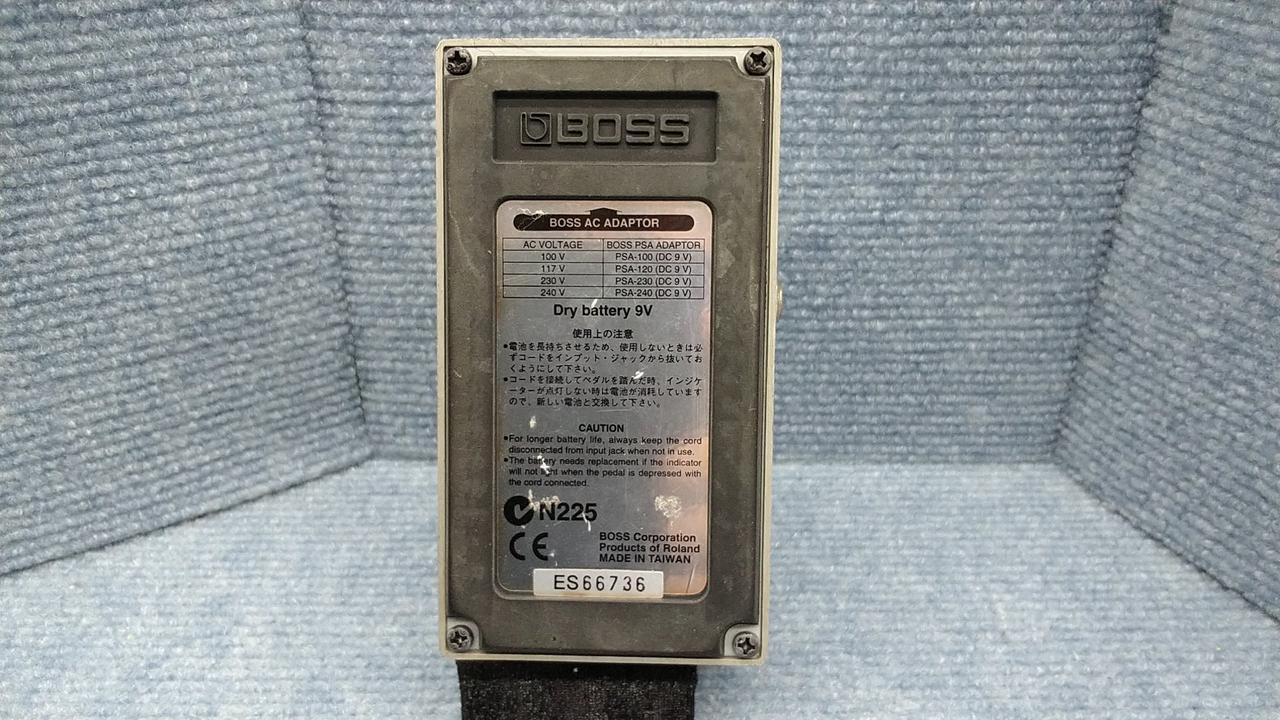 BOSS
BOSS AC ADAPTOR
AC VOLTAGE BOSS PSA ADAPTOR
100 V PSA-100 (DC 9 V)
117 V PSA-120 (DC 9 V)
230 V PSA-230 (DC 9 V)
240 V PSA-240 (DC 9 V)
Dry battery 9V
使用上の注意
●電池を長持ちさせるため、使用しないときは必
ずコードをインプット・ジャックから抜いてお
くようにして下さい。
●コードを接続してペダルを踏んだ時、インジケ
ーターが点灯しない時は電池が消耗しています
ので、新しい電池と交換して下さい。
CAUTION
●For longer battery life, always keep the cord
disconnected from input jack when not in use.
●The battery needs replacement if the indicator
will not light when the pedal is depressed with
the cord connected.
N225
CE
BOSS Corporation
Products of Roland
MADE IN TAIWAN
ES66736